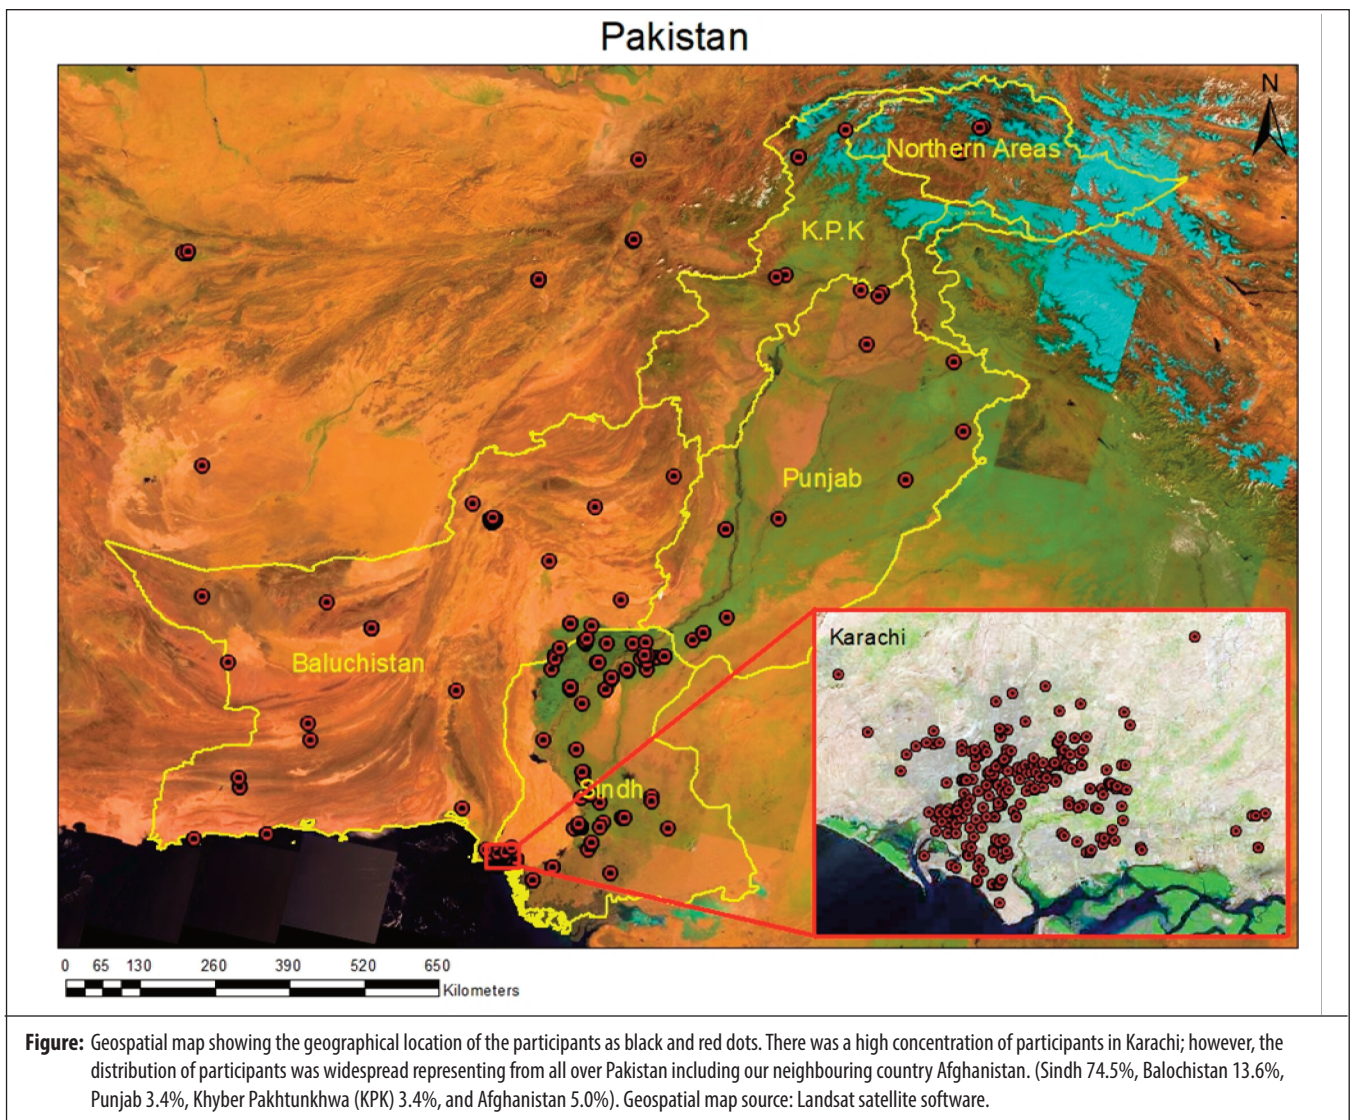 Pakistan
N
Northern Areas
K.P.K
Punjab
Baluchistan
Sindh
Karachi
0 65 130 260 390 520 650
Kilometers
Figure: Geospatial map showing the geographical location of the participants as black and red dots. There was a high concentration of participants in Karachi; however, the
distribution of participants was widespread representing from all over Pakistan including our neighbouring country Afghanistan. (Sindh 74.5%, Balochistan 13.6%,
Punjab 3.4%, Khyber Pakhtunkhwa (KPK) 3.4%, and Afghanistan 5.0%). Geospatial map source: Landsat satellite software.